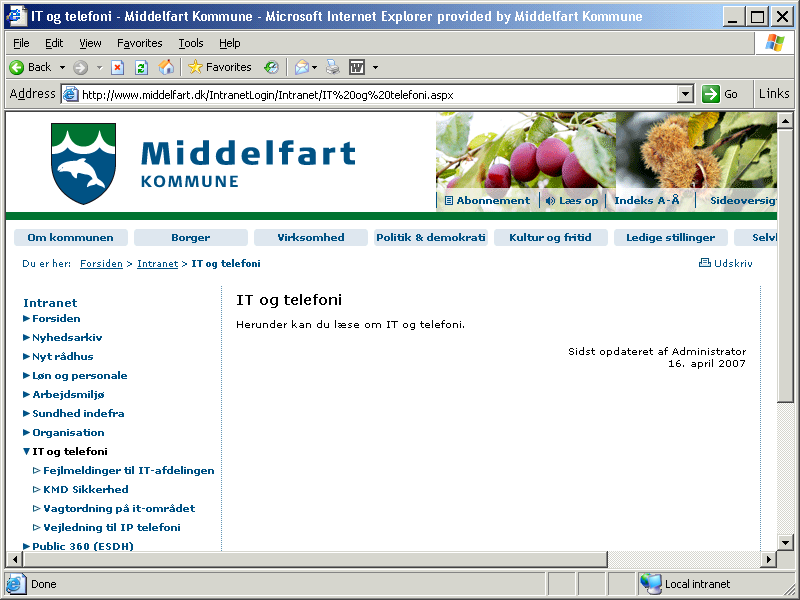 IT og telefoni - Middelfart Kommune - Microsoft Internet Explorer provided by Middelfart Kommune
File Edit View Favorites Tools Help
Back Favorites
Address http://www.middelfart.dk/IntranetLogin/Intranet/IT%20og%20telefoni.aspx Go Links
Middelfart
KOMMUNE
Abonnement Læs op Indeks A-Å Sideoversig
Om kommunen Borger Virksomhed Politik & demokrati Kultur og fritid Ledige stillinger Selv
Du er her: Forsiden > Intranet > IT og telefoni Udskriv
Intranet
Forsiden
Nyhedsarkiv
Nyt rådhus
Løn og personale
Arbejdsmiljø
Sundhed indefra
Organisation
IT og telefoni
Fejlmeldinger til IT-afdelingen
KMD Sikkerhed
Vagtordning på it-området
Vejledning til IP telefoni
Public 360 (ESDH)
IT og telefoni
Herunder kan du læse om IT og telefoni.
Sidst opdateret af Administrator
16. april 2007
Done Local intranet